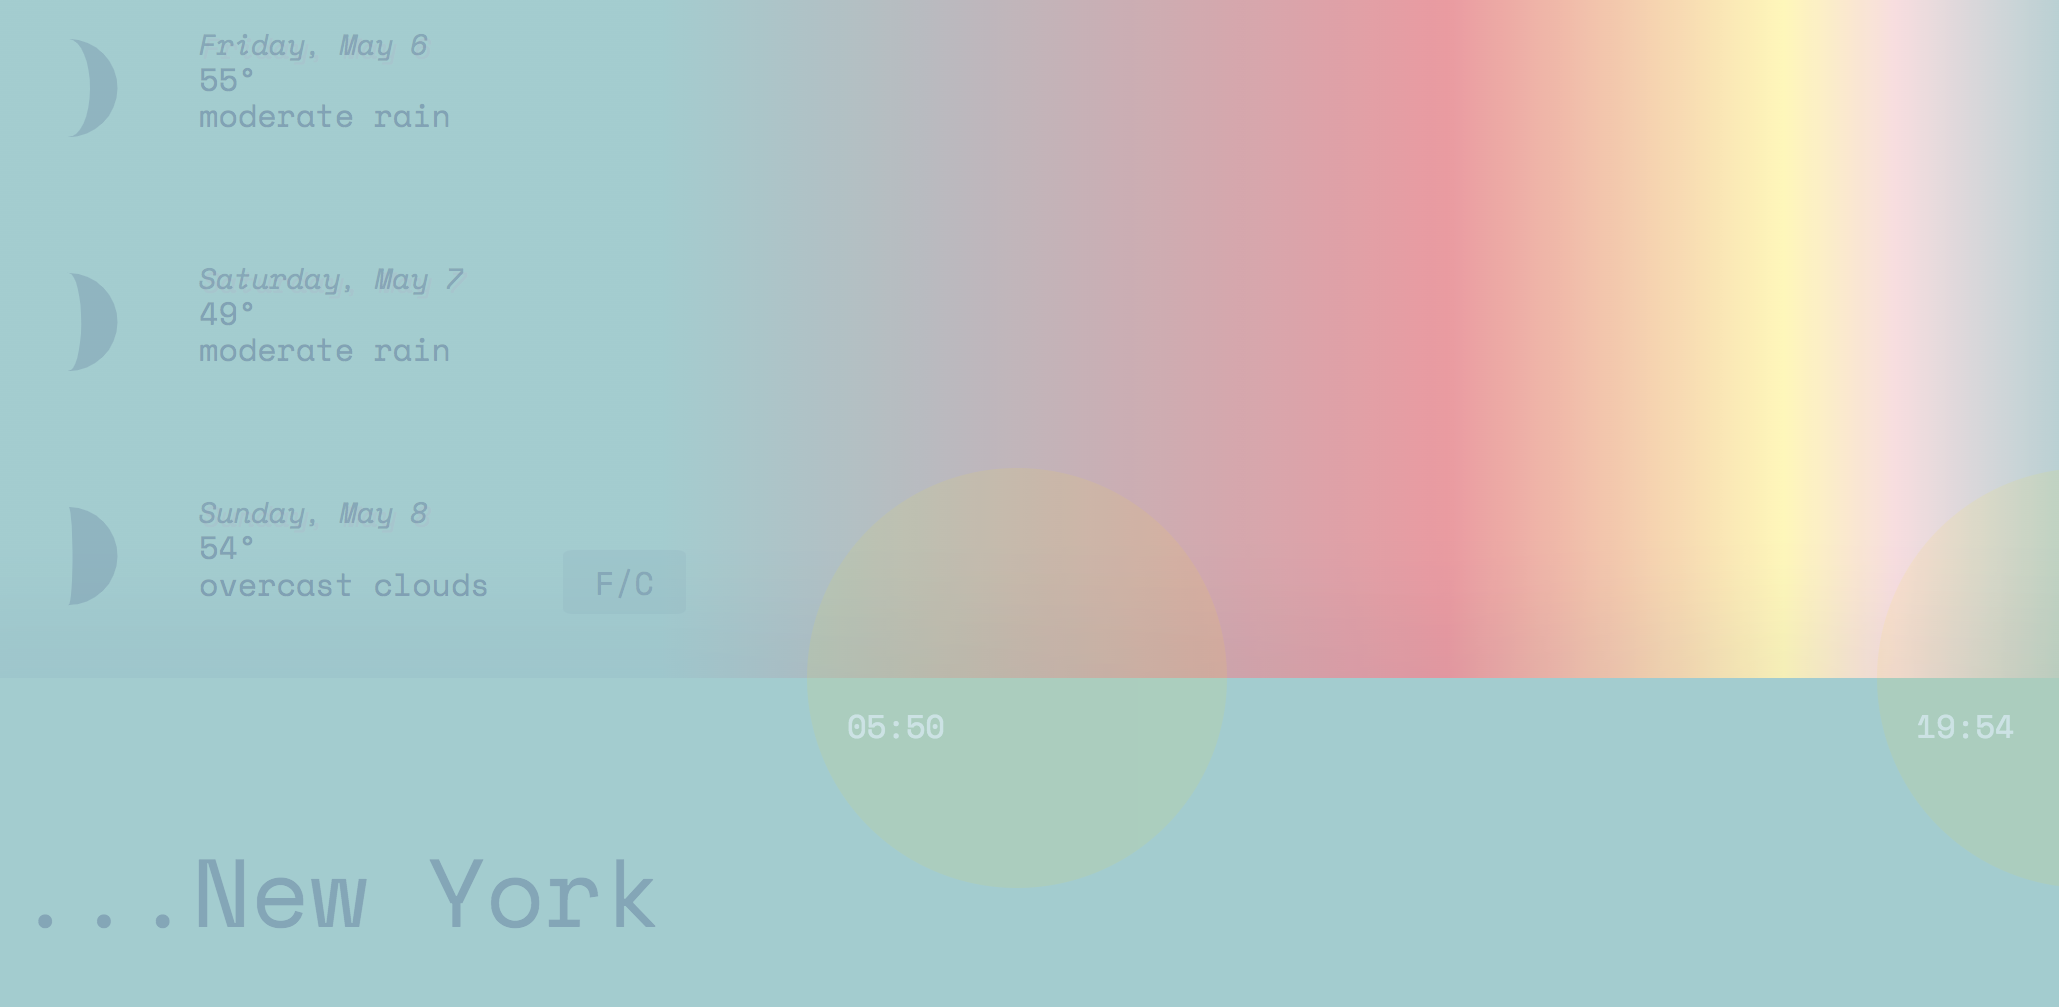 Friday, May 6
55°
moderate rain
Saturday, May 7
49°
moderate rain
Sunday, May 8
54°
overcast clouds
F/C
05:50
19:54
...New York